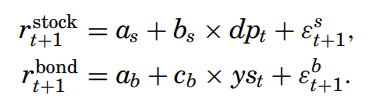 r^{stock}_{t+1} = a_s + b_s × dp_t + ε^s_{t+1},
r^{bond}_{t+1} = a_b + c_b × ys_t + ε^b_{t+1}.